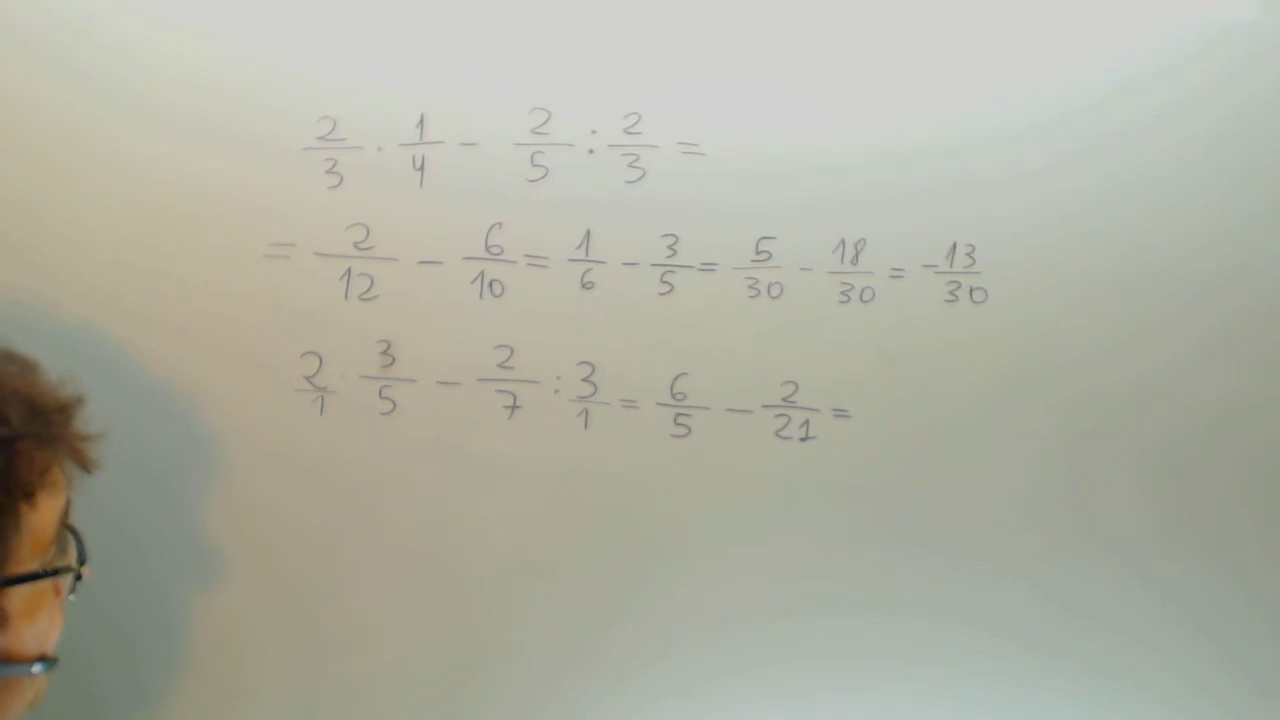 2/3 · 1/4 - 2/5 : 2/3 =
= 2/12 - 6/10 = 1/6 - 3/5 = 5/30 - 18/30 = -13/30
2/1 · 3/5 - 2/7 : 3/1 = 6/5 - 2/21 =